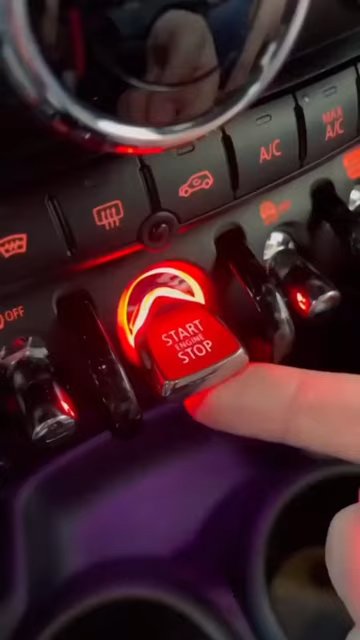 A/C
MAX
A/C
OFF
START
ENGINE
STOP